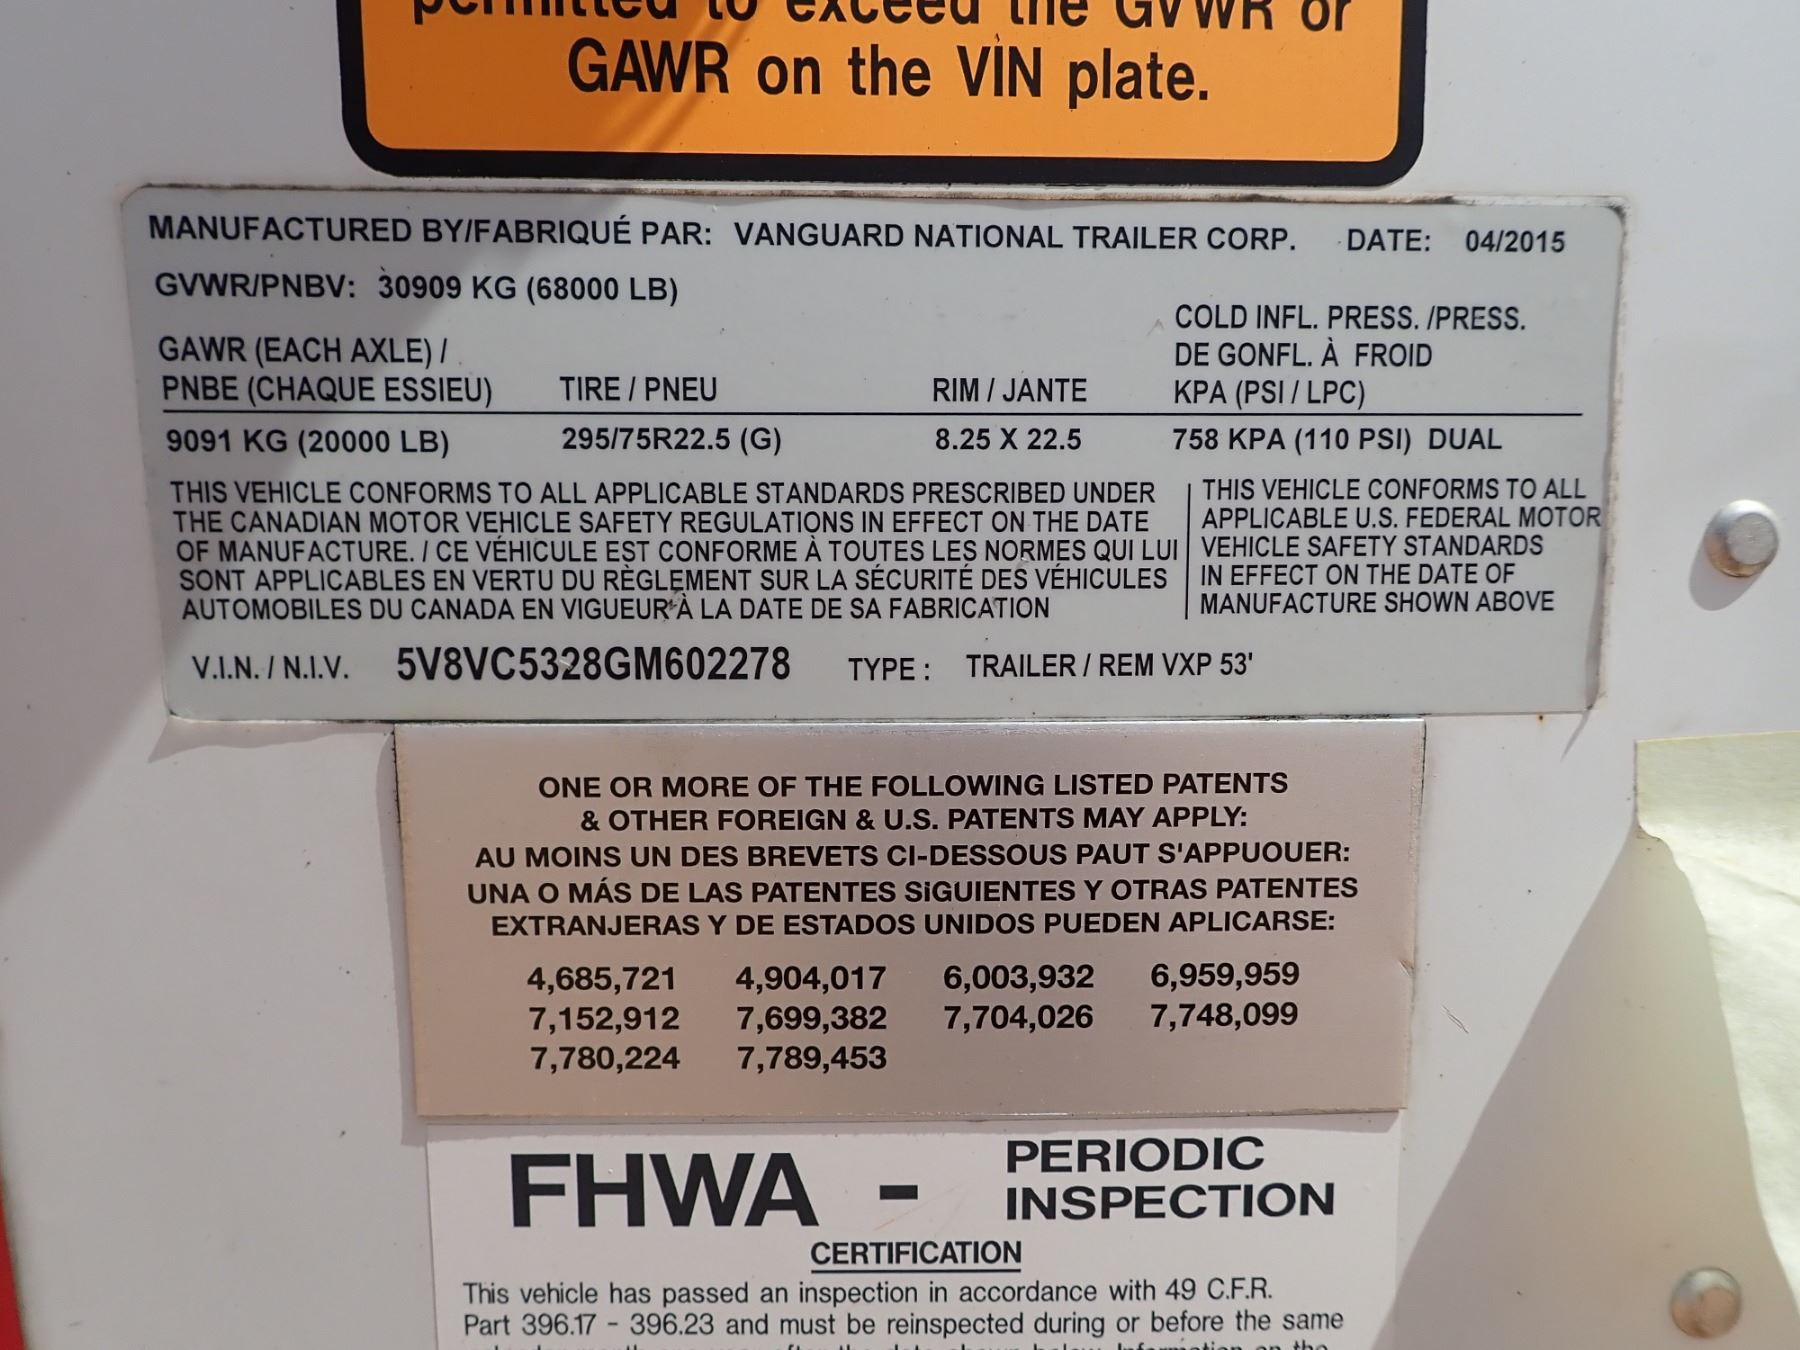 permitted to exceed the GVWR or
GAWR on the VIN plate.
MANUFACTURED BY/FABRIQUÉ PAR: VANGUARD NATIONAL TRAILER CORP. DATE: 04/2015
GVWR/PNBV: 30909 KG (68000 LB)
COLD INFL. PRESS. /PRESS.
GAWR (EACH AXLE) / DE GONFL. À FROID
PNBE (CHAQUE ESSIEU) TIRE / PNEU RIM / JANTE KPA (PSI / LPC)
9091 KG (20000 LB) 295/75R22.5 (G) 8.25 X 22.5 758 KPA (110 PSI) DUAL
THIS VEHICLE CONFORMS TO ALL APPLICABLE STANDARDS PRESCRIBED UNDER
THE CANADIAN MOTOR VEHICLE SAFETY REGULATIONS IN EFFECT ON THE DATE
OF MANUFACTURE. / CE VÉHICULE EST CONFORME À TOUTES LES NORMES QUI LUI
SONT APPLICABLES EN VERTU DU RÈGLEMENT SUR LA SÉCURITÉ DES VÉHICULES
AUTOMOBILES DU CANADA EN VIGUEUR À LA DATE DE SA FABRICATION
THIS VEHICLE CONFORMS TO ALL
APPLICABLE U.S. FEDERAL MOTOR
VEHICLE SAFETY STANDARDS
IN EFFECT ON THE DATE OF
MANUFACTURE SHOWN ABOVE
V.I.N. / N.I.V. 5V8VC5328GM602278 TYPE : TRAILER / REM VXP 53'
ONE OR MORE OF THE FOLLOWING LISTED PATENTS
& OTHER FOREIGN & U.S. PATENTS MAY APPLY:
AU MOINS UN DES BREVETS CI-DESSOUS PAUT S'APPUOUER:
UNA O MÁS DE LAS PATENTES SiGUIENTES Y OTRAS PATENTES
EXTRANJERAS Y DE ESTADOS UNIDOS PUEDEN APLICARSE:
4,685,721 4,904,017 6,003,932 6,959,959
7,152,912 7,699,382 7,704,026 7,748,099
7,780,224 7,789,453
FHWA - PERIODIC
INSPECTION
CERTIFICATION
This vehicle has passed an inspection in accordance with 49 C.F.R.
Part 396.17 - 396.23 and must be reinspected during or before the same